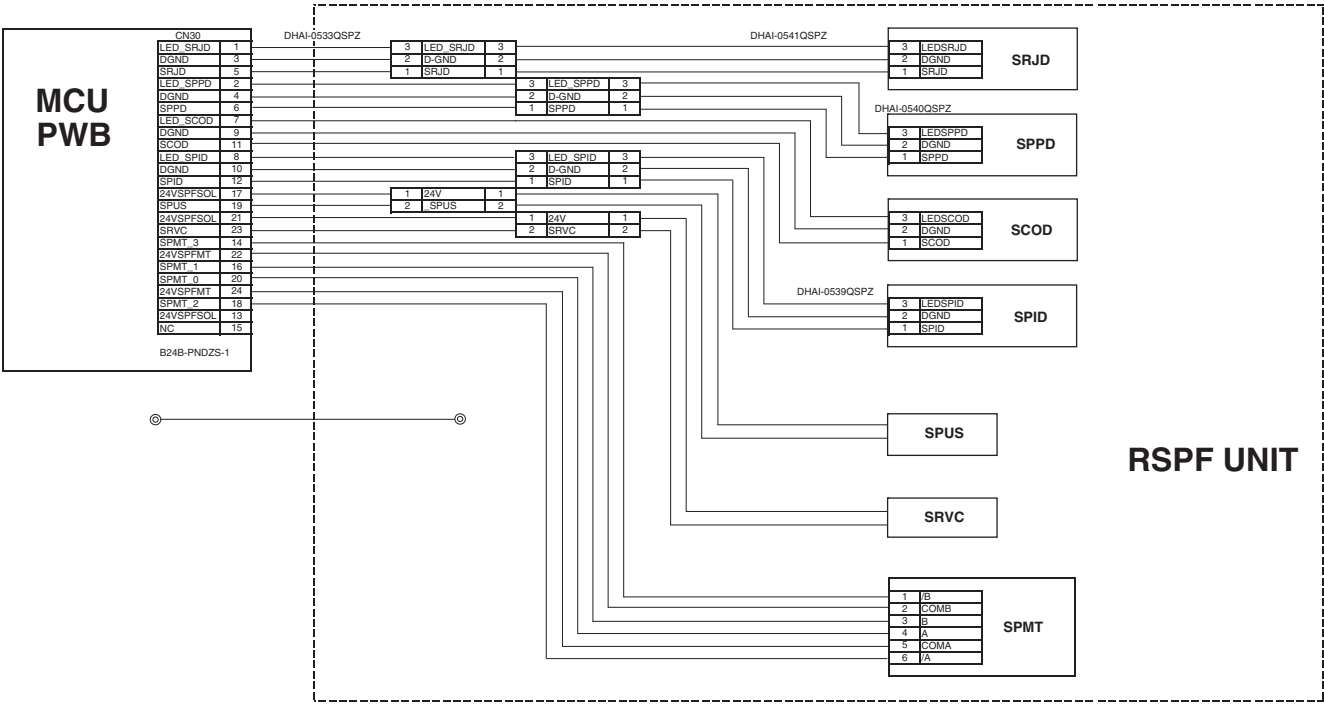 CN30
LED_SRJD 1
DGND 3
SRJD 5
LED_SPPD 2
DGND 4
SPPD 6
LED_SCOD 7
DGND 9
SCOD 11
LED_SPID 8
DGND 10
SPID 12
24VSPFSOL 17
SPUS 19
24VSPFSOL 21
SRVC 23
SPMT_3 14
24VSPFMT 22
SPMT_1 16
SPMT_0 20
24VSPFMT 24
SPMT_2 18
24VSPFSOL 13
NC 15
B24B-PNDZS-1
MCU
PWB
DHAI-0533QSPZ
3 LED_SRJD 3
2 D-GND 2
1 SRJD 1
3 LED_SPPD 3
2 D-GND 2
1 SPPD 1
3 LED_SPID 3
2 D-GND 2
1 SPID 1
1 24V 1
2 _SPUS 2
1 24V 1
2 SRVC 2
DHAI-0541QSPZ
3 LEDSRJD
2 DGND
1 SRJD
SRJD
DHAI-0540QSPZ
3 LEDSPPD
2 DGND
1 SPPD
SPPD
3 LEDSCOD
2 DGND
1 SCOD
SCOD
DHAI-0539QSPZ
3 LEDSPID
2 DGND
1 SPID
SPID
SPUS
SRVC
1 /B
2 COMB
3 B
4 A
5 COMA
6 /A
SPMT
RSPF UNIT